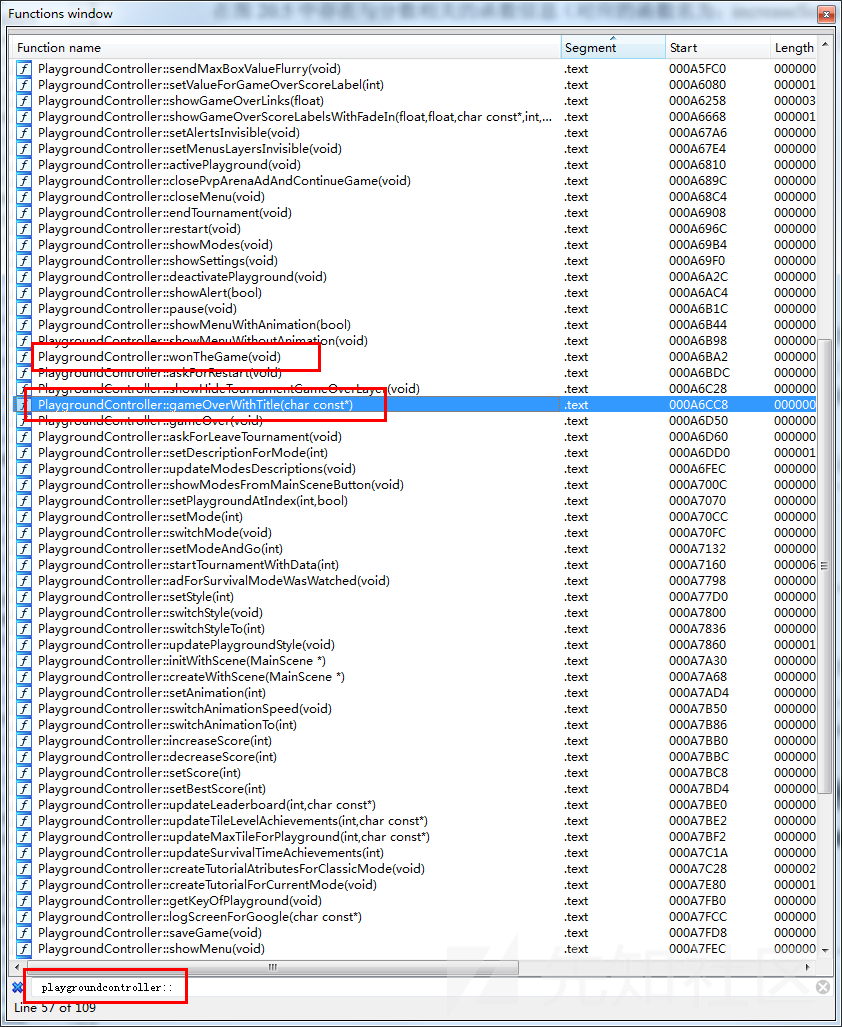 Functions window
Function name Segment Start Length
PlaygroundController::sendMaxBoxValueFlurry(void) .text 000A5FC0 000000
PlaygroundController::setValueForGameOverScoreLabel(int) .text 000A6080 000001
PlaygroundController::showGameOverLinks(float) .text 000A6258 000003
PlaygroundController::showGameOverScoreLabelsWithFadeIn(float,float,char const*,int,... .text 000A6668 000001
PlaygroundController::setAlertsInvisible(void) .text 000A67A6 000000
PlaygroundController::setMenusLayersInvisible(void) .text 000A67E4 000000
PlaygroundController::activePlayground(void) .text 000A6810 000000
PlaygroundController::closePvpArenaAdAndContinueGame(void) .text 000A689C 000000
PlaygroundController::closeMenu(void) .text 000A68C4 000000
PlaygroundController::endTournament(void) .text 000A6908 000000
PlaygroundController::restart(void) .text 000A696C 000000
PlaygroundController::showModes(void) .text 000A69B4 000000
PlaygroundController::showSettings(void) .text 000A69F0 000000
PlaygroundController::deactivatePlayground(void) .text 000A6A2C 000000
PlaygroundController::showAlert(bool) .text 000A6AC4 000000
PlaygroundController::pause(void) .text 000A6B1C 000000
PlaygroundController::showMenuWithAnimation(bool) .text 000A6B44 000000
PlaygroundController::showMenuWithoutAnimation(void) .text 000A6B98 000000
PlaygroundController::wonTheGame(void) .text 000A6BA2 000000
PlaygroundController::askForRestart(void) .text 000A6BDC 000000
PlaygroundController::showHideTournamentGameOverLayer(void) .text 000A6C28 000000
PlaygroundController::gameOverWithTitle(char const*) .text 000A6CC8 000000
PlaygroundController::gameOver(void) .text 000A6D50 000000
PlaygroundController::askForLeaveTournament(void) .text 000A6D60 000000
PlaygroundController::setDescriptionForMode(int) .text 000A6DD0 000001
PlaygroundController::updateModesDescriptions(void) .text 000A6FEC 000000
PlaygroundController::showModesFromMainSceneButton(void) .text 000A700C 000000
PlaygroundController::setPlaygroundAtIndex(int,bool) .text 000A7070 000000
PlaygroundController::setMode(int) .text 000A70CC 000000
PlaygroundController::switchMode(void) .text 000A70FC 000000
PlaygroundController::setModeAndGo(int) .text 000A7132 000000
PlaygroundController::startTournamentWithData(int) .text 000A7160 000006
PlaygroundController::adForSurvivalModeWasWatched(void) .text 000A7798 000000
PlaygroundController::setStyle(int) .text 000A77D0 000000
PlaygroundController::switchStyle(void) .text 000A7800 000000
PlaygroundController::switchStyleTo(int) .text 000A7836 000000
PlaygroundController::updatePlaygroundStyle(void) .text 000A7860 000001
PlaygroundController::initWithScene(MainScene *) .text 000A7A30 000000
PlaygroundController::createWithScene(MainScene *) .text 000A7A68 000000
PlaygroundController::setAnimation(int) .text 000A7AD4 000000
PlaygroundController::switchAnimationSpeed(void) .text 000A7B50 000000
PlaygroundController::switchAnimationTo(int) .text 000A7B86 000000
PlaygroundController::increaseScore(int) .text 000A7BB0 000000
PlaygroundController::decreaseScore(int) .text 000A7BBC 000000
PlaygroundController::setScore(int) .text 000A7BC8 000000
PlaygroundController::setBestScore(int) .text 000A7BD4 000000
PlaygroundController::updateLeaderboard(int,char const*) .text 000A7BE0 000000
PlaygroundController::updateTileLevelAchievements(int,char const*) .text 000A7BE2 000000
PlaygroundController::updateMaxTileForPlayground(int,char const*) .text 000A7BF2 000000
PlaygroundController::updateSurvivalTimeAchievements(int) .text 000A7C1A 000000
PlaygroundController::createTutorialAtributesForClassicMode(void) .text 000A7C28 000002
PlaygroundController::createTutorialForCurrentMode(void) .text 000A7E80 000001
PlaygroundController::getKeyOfPlayground(void) .text 000A7FB0 000000
PlaygroundController::logScreenForGoogle(char const*) .text 000A7FCC 000000
PlaygroundController::saveGame(void) .text 000A7FD8 000000
PlaygroundController::showMenu(void) .text 000A7FEC 000000
playgroundcontroller::
Line 57 of 109
先知社区